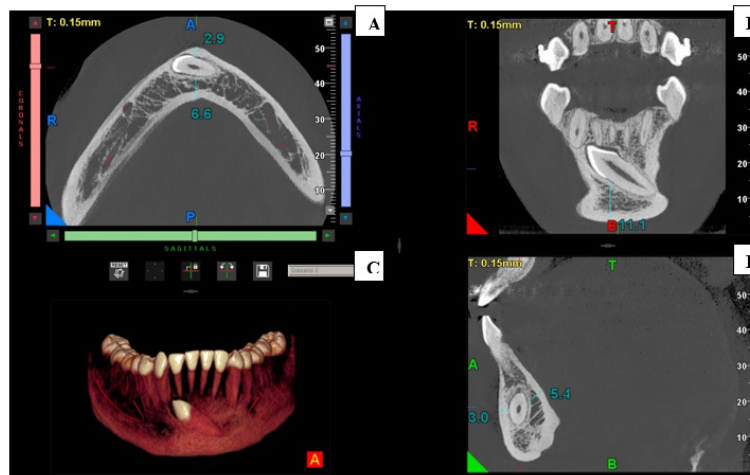 T: 0.15mm
A
A
2.9
50
40
30
20
10
6.6
R
P
CORONALS
AXIALS
SAGITTALS
T: 0.15mm
T
50
40
30
20
10
R
B
11.1
C
A
T: 0.15mm
T
50
40
30
20
10
A
3.0
5.4
B